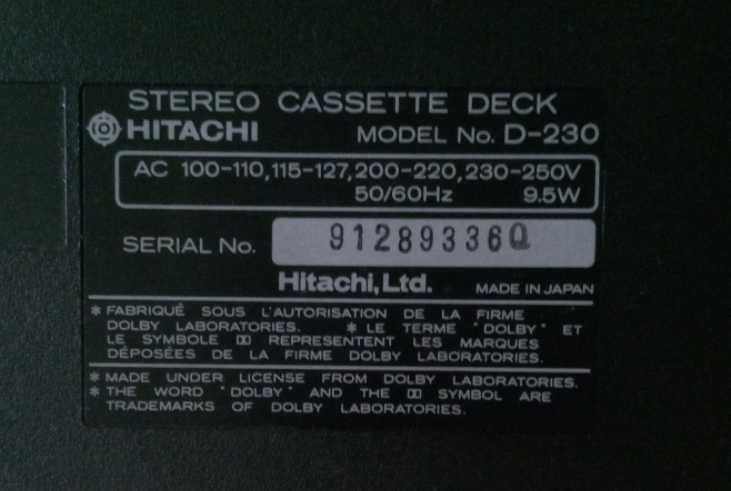 STEREO CASSETTE DECK
HITACHI MODEL No. D-230
AC 100-110,115-127,200-220,230-250V
50/60Hz 9.5W
SERIAL No. 91289336Q
Hitachi,Ltd. MADE IN JAPAN
* FABRIQUÉ SOUS L'AUTORISATION DE LA FIRME
DOLBY LABORATORIES. * LE TERME "DOLBY" ET
LE SYMBOLE DD REPRESENTENT LES MARQUES
DÉPOSÉES DE LA FIRME DOLBY LABORATORIES.
* MADE UNDER LICENSE FROM DOLBY LABORATORIES.
* THE WORD "DOLBY" AND THE DD SYMBOL ARE
TRADEMARKS OF DOLBY LABORATORIES.